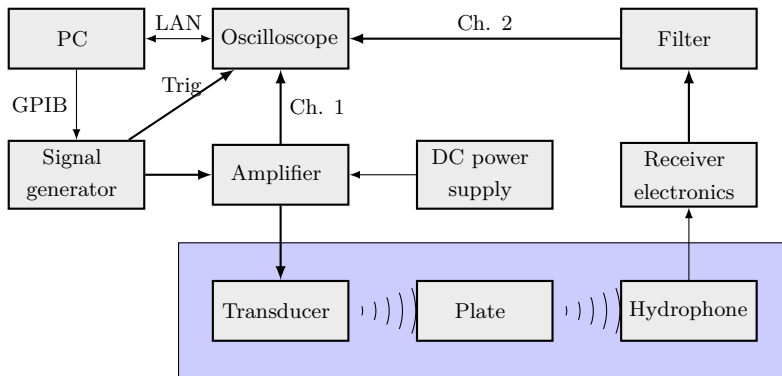 PC
LAN
Oscilloscope
Ch. 2
Filter
GPIB
Trig
Ch. 1
Signal
generator
Amplifier
DC power
supply
Receiver
electronics
Transducer
Plate
Hydrophone